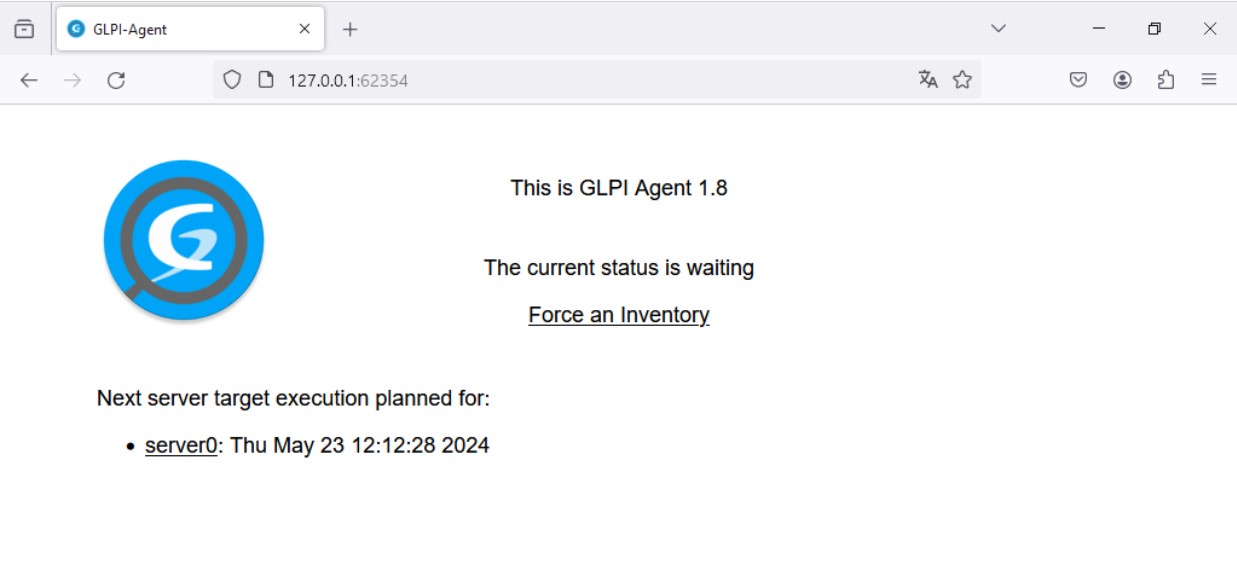 GLPI-Agent
127.0.0.1:62354
This is GLPI Agent 1.8
The current status is waiting
Force an Inventory
Next server target execution planned for:
• server0: Thu May 23 12:12:28 2024